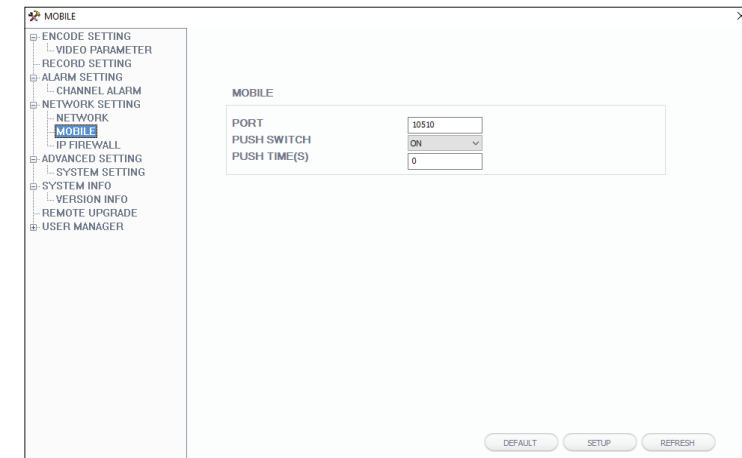 MOBILE
ENCODE SETTING
VIDEO PARAMETER
RECORD SETTING
ALARM SETTING
CHANNEL ALARM
NETWORK SETTING
NETWORK
MOBILE
IP FIREWALL
ADVANCED SETTING
SYSTEM SETTING
SYSTEM INFO
VERSION INFO
REMOTE UPGRADE
USER MANAGER
MOBILE
PORT 10510
PUSH SWITCH ON
PUSH TIME(S) 0
DEFAULT SETUP REFRESH